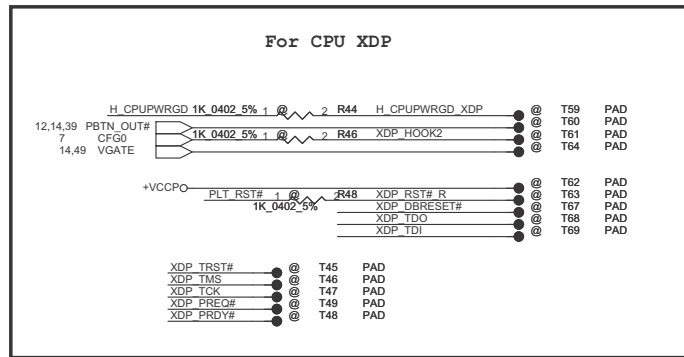 For CPU XDP
H_CPUPWRGD 1K_0402_5% 1 @ 2 R44 H_CPUPWRGD_XDP @ T59 PAD
12,14,39 PBTN_OUT# @ T60 PAD
7 CFG0 1K_0402_5% 1 @ 2 R46 XDP_HOOK2 @ T61 PAD
14,49 VGATE @ T64 PAD
+VCCP @ T62 PAD
PLT_RST# 1 @ 2 R48 XDP_RST#_R @ T63 PAD
1K_0402_5% XDP_DBRESET# @ T67 PAD
XDP_TDO @ T68 PAD
XDP_TDI @ T69 PAD
XDP_TRST# @ T45 PAD
XDP_TMS @ T46 PAD
XDP_TCK @ T47 PAD
XDP_PREQ# @ T49 PAD
XDP_PRDY# @ T48 PAD